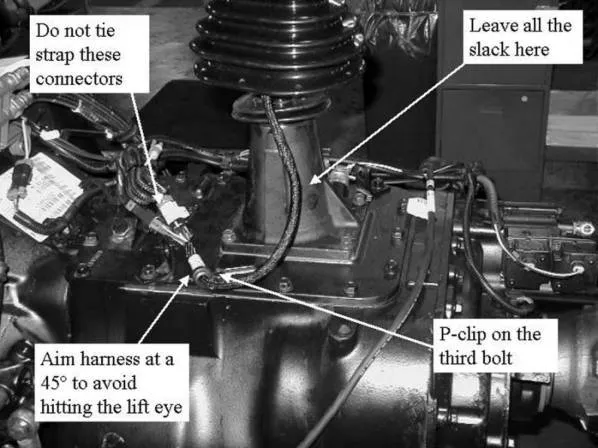 Do not tie
strap these
connectors
Leave all the
slack here
Aim harness at a
45° to avoid
hitting the lift eye
P-clip on the
third bolt